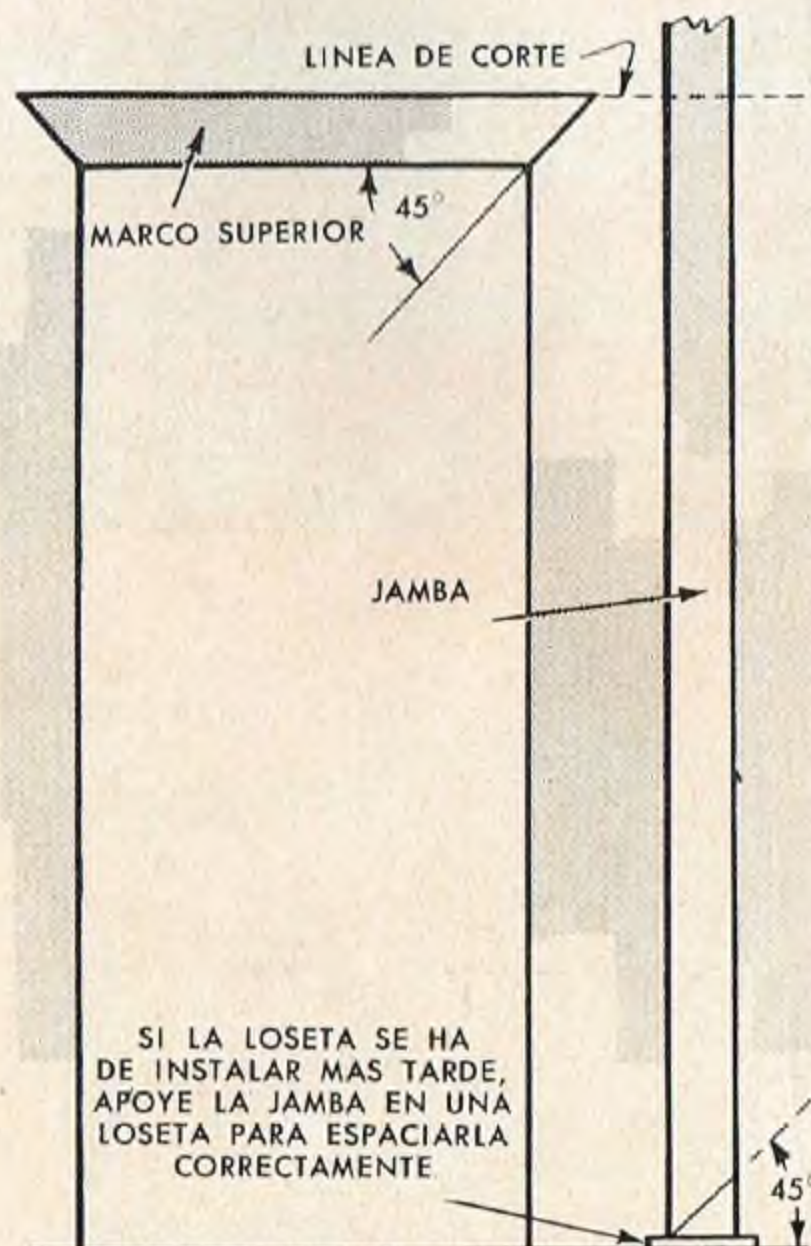 LINEA DE CORTE
45°
MARCO SUPERIOR
JAMBA
SI LA LOSETA SE HA
DE INSTALAR MAS TARDE,
APOYE LA JAMBA EN UNA
LOSETA PARA ESPACIARLA
CORRECTAMENTE
45°